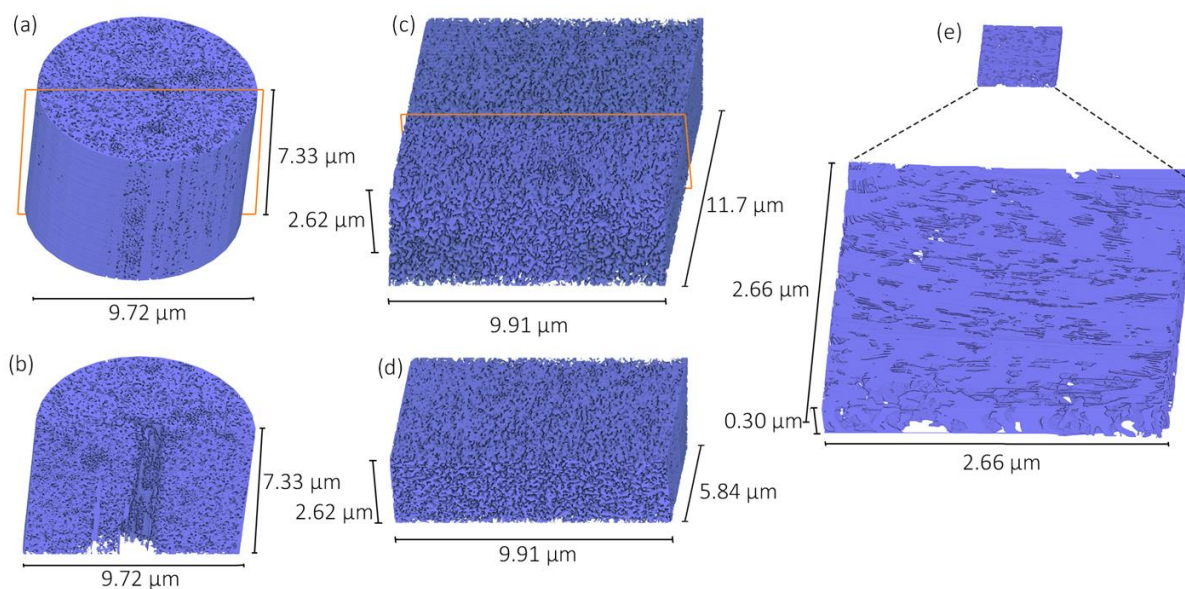 (a)
7.33 μm
9.72 μm
(b)
7.33 μm
9.72 μm
(c)
11.7 μm
2.62 μm
9.91 μm
(d)
5.84 μm
2.62 μm
9.91 μm
(e)
2.66 μm
0.30 μm
2.66 μm